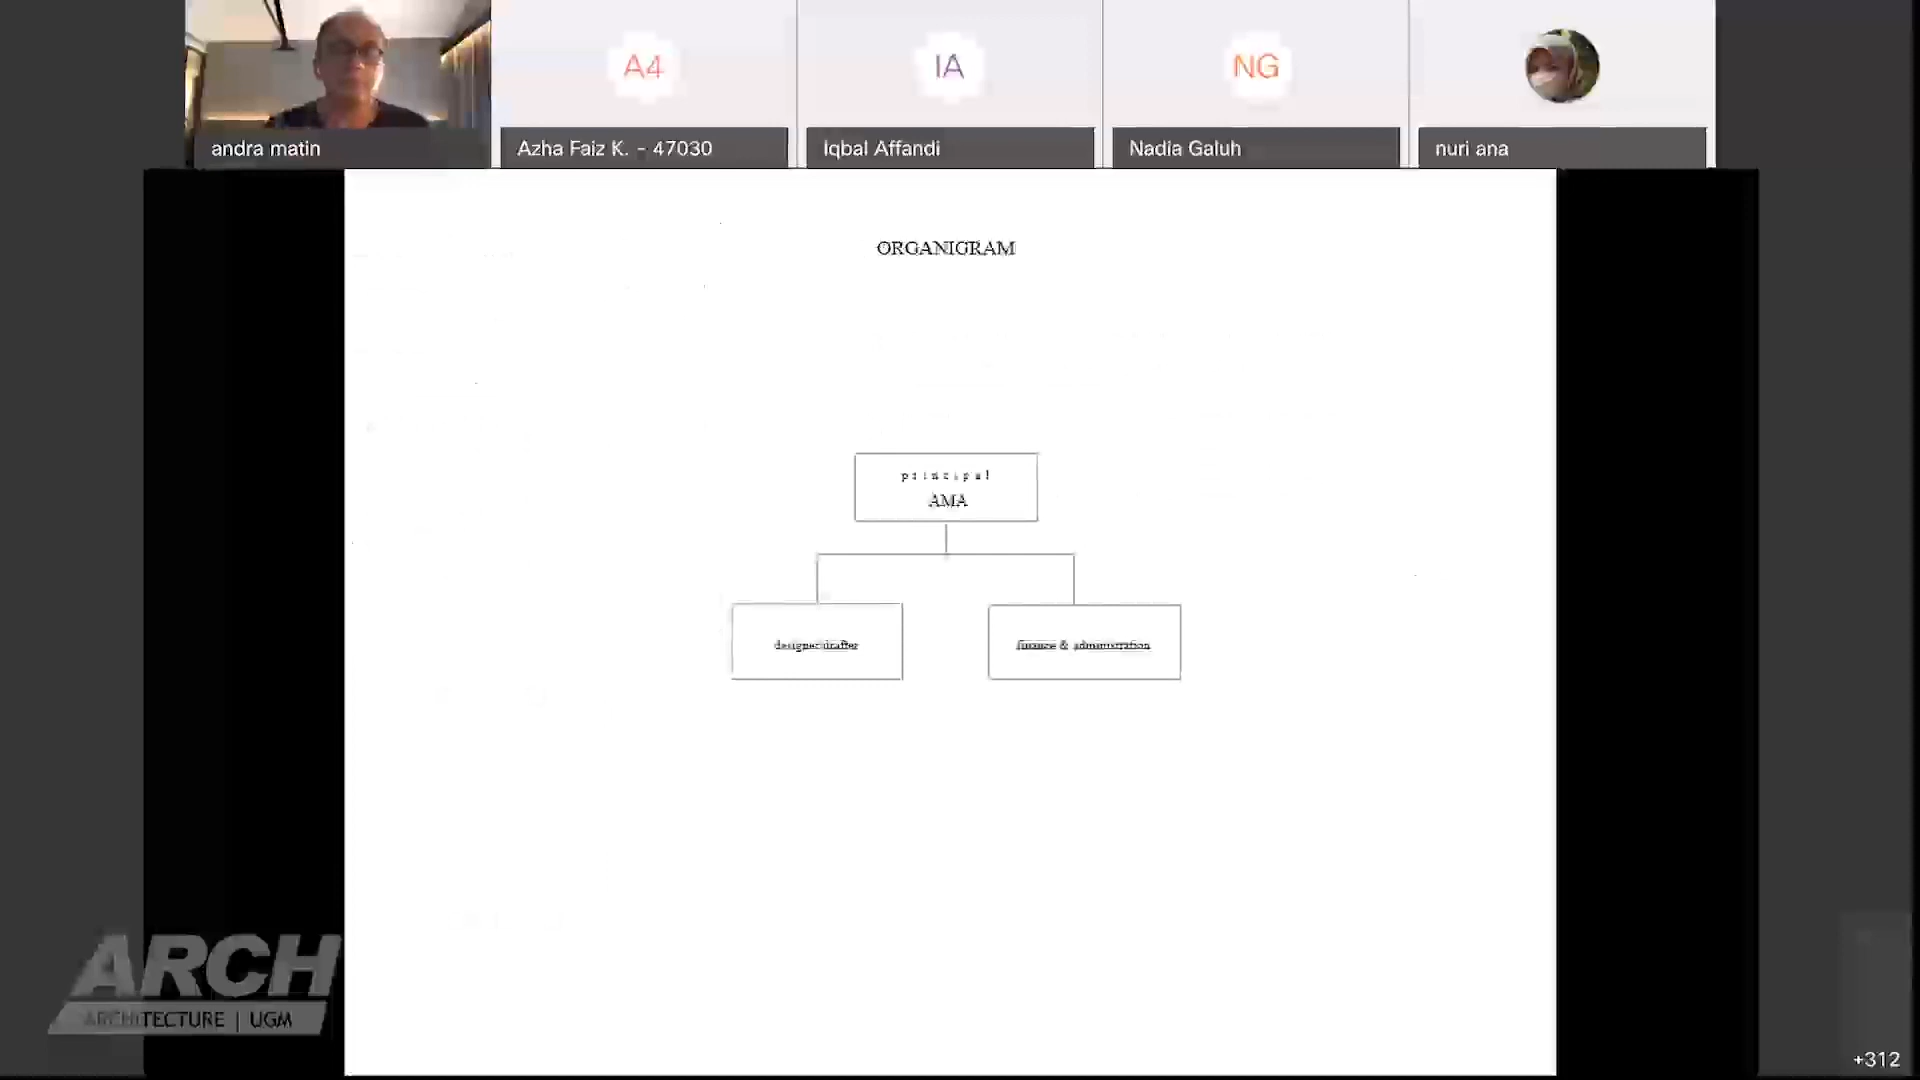 A4
IA
NG
andra matin
Azha Faiz K. - 47030
Iqbal Affandi
Nadia Galuh
nuri ana
ORGANIGRAM
principal
AMA
designer/drafter
finance & administration
ARCH
ARCHITECTURE | UGM
+312